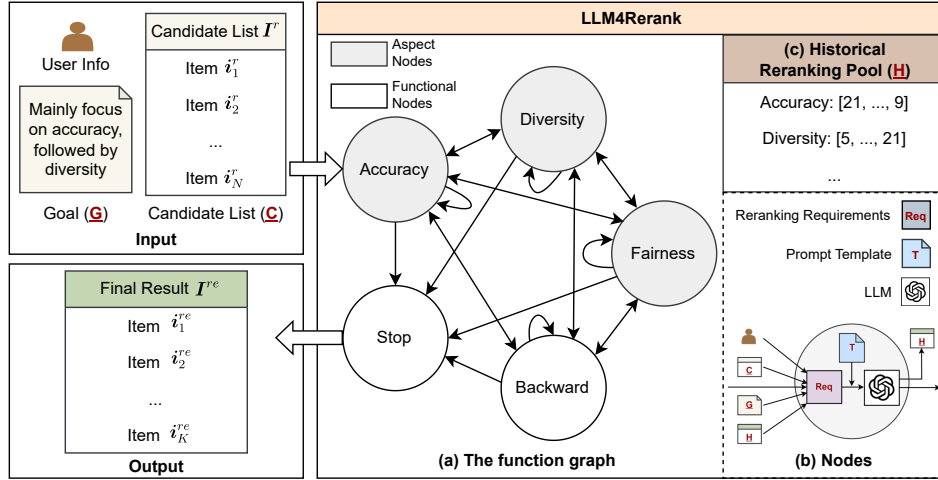 User Info
Mainly focus
on accuracy,
followed by
diversity
Goal (G)
Candidate List I^r
Item i_1^r
Item i_2^r
...
Item i_N^r
Candidate List (C)
Input
Final Result I^{re}
Item i_1^{re}
Item i_2^{re}
...
Item i_K^{re}
Output
LLM4Rerank
Aspect
Nodes
Functional
Nodes
Diversity
Accuracy
Fairness
Stop
Backward
(a) The function graph
(c) Historical
Reranking Pool (H)
Accuracy: [21, ..., 9]
Diversity: [5, ..., 21]
...
Reranking Requirements Req
Prompt Template T
LLM
T
H
C
Req
G
H
(b) Nodes